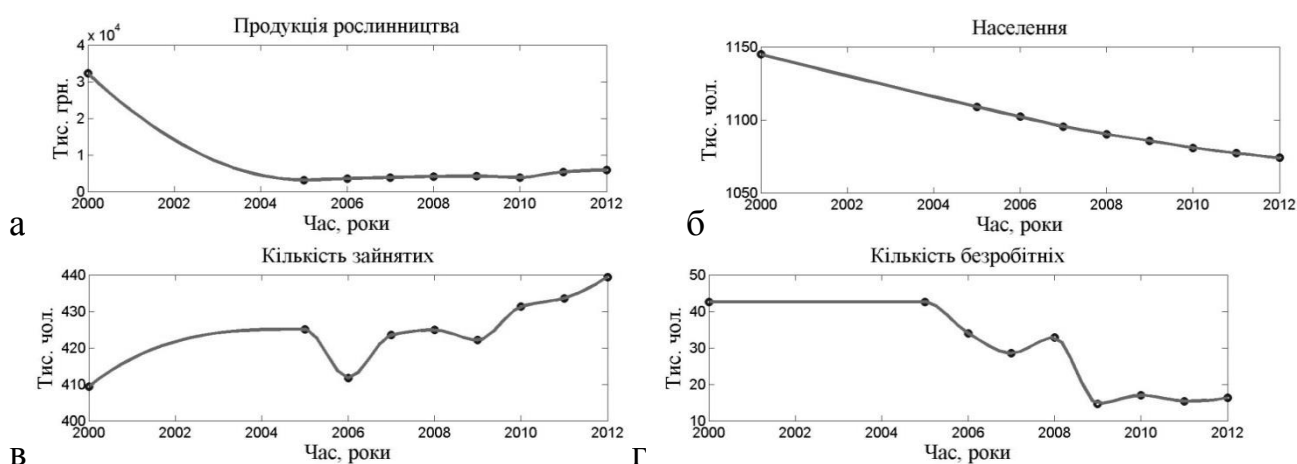 Продукція рослинництва
x 10⁴
4
3
2
1
0
Тис. грн.
2000 2002 2004 2006 2008 2010 2012
Час, роки
а
Населення
1150
1100
1050
Тис. чол.
2000 2002 2004 2006 2008 2010 2012
Час, роки
б
Кількість зайнятих
440
430
420
410
400
Тис. чол.
2000 2002 2004 2006 2008 2010 2012
Час, роки
в
Кількість безробітніх
50
40
30
20
10
Тис. чол.
2000 2002 2004 2006 2008 2010 2012
Час, роки
г